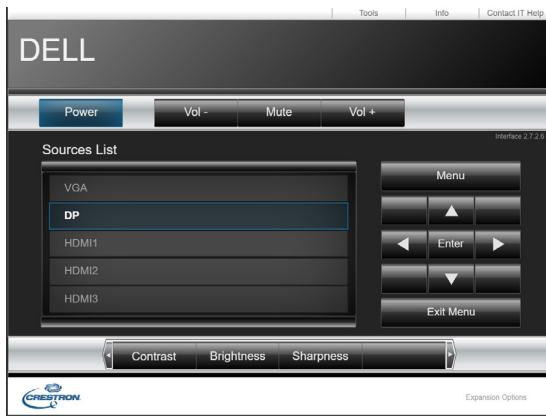 Tools Info Contact IT Help
DELL
Power Vol - Mute Vol +
Interface 2.7.2.6
Sources List
Menu
VGA
DP
HDMI1
Enter
HDMI2
HDMI3
Exit Menu
Contrast Brightness Sharpness
CRESTRON
Expansion Options